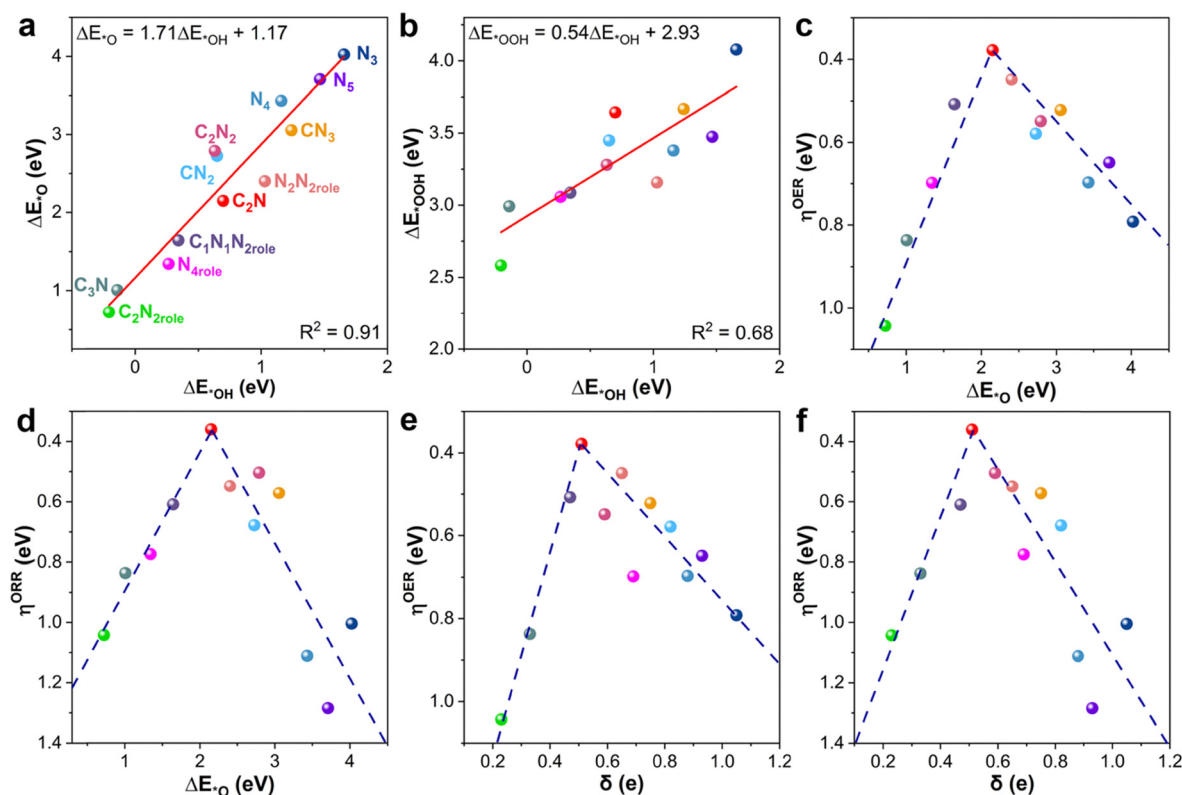 a
ΔE*O = 1.71ΔE*OH + 1.17
N3
N5
N4
C2N2
CN3
CN2
N2N2role
C2N
C1N1N2role
N4role
C3N
C2N2role
R² = 0.91
4
3
2
1
ΔE*O (eV)
0 1 2
ΔE*OH (eV)
b
ΔE*OOH = 0.54ΔE*OH + 2.93
R² = 0.68
4.0
3.5
3.0
2.5
2.0
ΔE*OOH (eV)
0 1 2
ΔE*OH (eV)
c
0.4
0.6
0.8
1.0
ηOER (eV)
1 2 3 4
ΔE*O (eV)
d
0.4
0.6
0.8
1.0
1.2
1.4
ηORR (eV)
1 2 3 4
ΔE*O (eV)
e
0.4
0.6
0.8
1.0
ηOER (eV)
0.2 0.4 0.6 0.8 1.0 1.2
δ (e)
f
0.4
0.6
0.8
1.0
1.2
1.4
ηORR (eV)
0.2 0.4 0.6 0.8 1.0 1.2
δ (e)